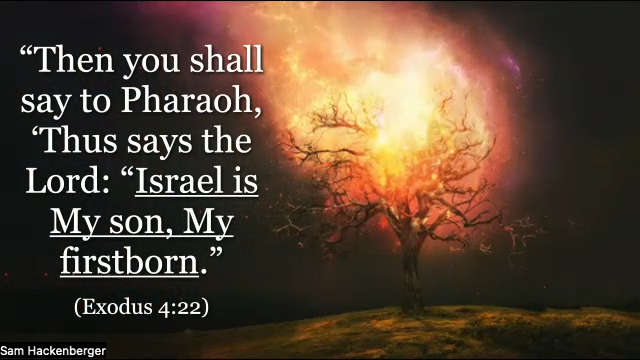 “Then you shall
say to Pharaoh,
‘Thus says the
Lord: “Israel is
My son, My
firstborn.”
(Exodus 4:22)
Sam Hackenberger